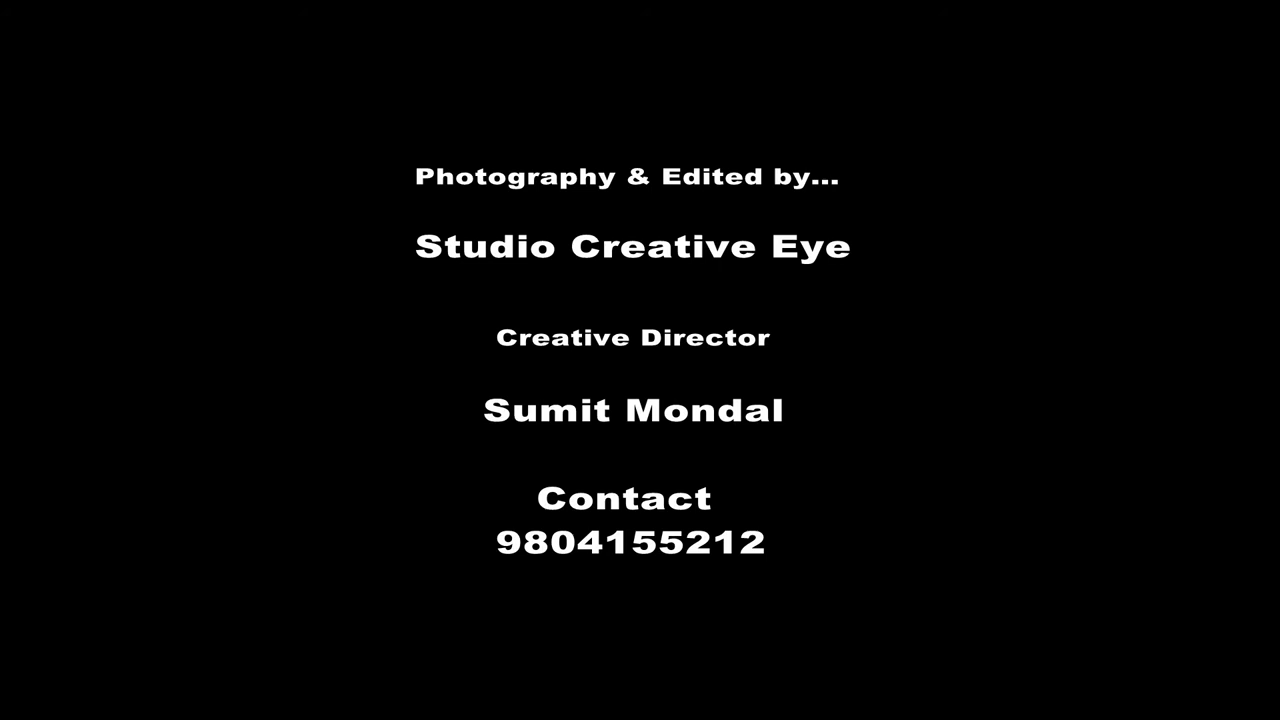 Photography & Edited by...
Studio Creative Eye
Creative Director
Sumit Mondal
Contact
9804155212